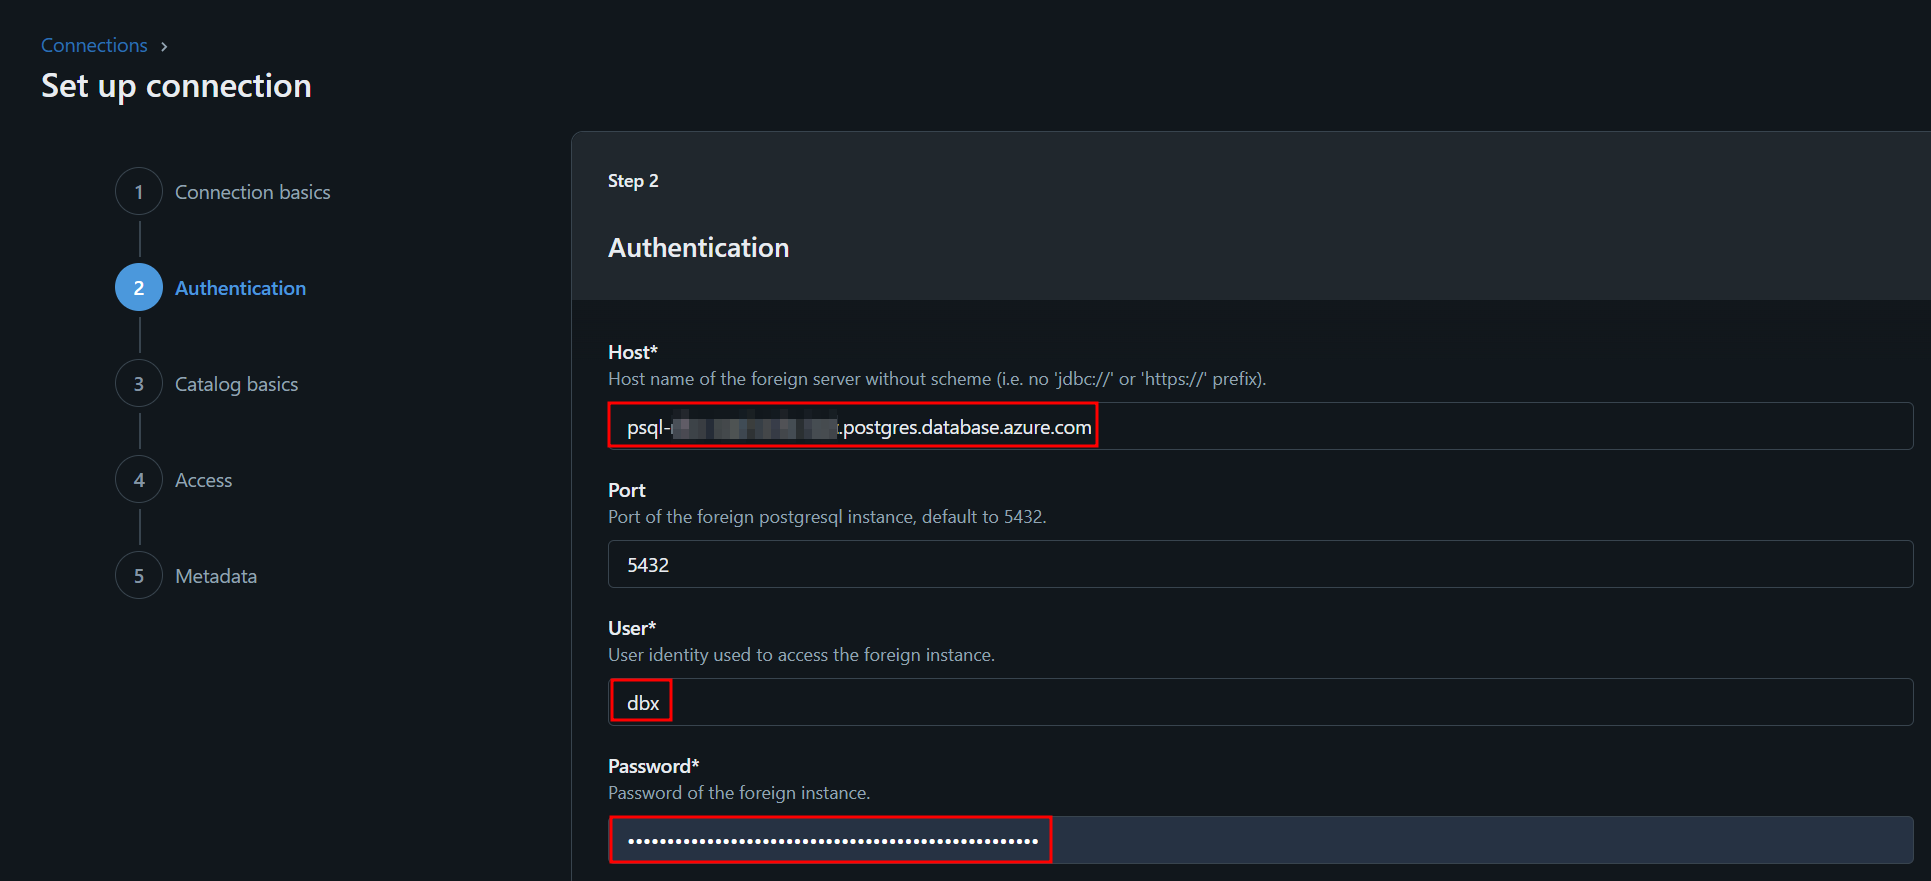 Connections >
Set up connection
1 Connection basics
2 Authentication
3 Catalog basics
4 Access
5 Metadata
Step 2
Authentication
Host*
Host name of the foreign server without scheme (i.e. no 'jdbc://' or 'https://' prefix).
psql- .postgres.database.azure.com
Port
Port of the foreign postgresql instance, default to 5432.
5432
User*
User identity used to access the foreign instance.
dbx
Password*
Password of the foreign instance.